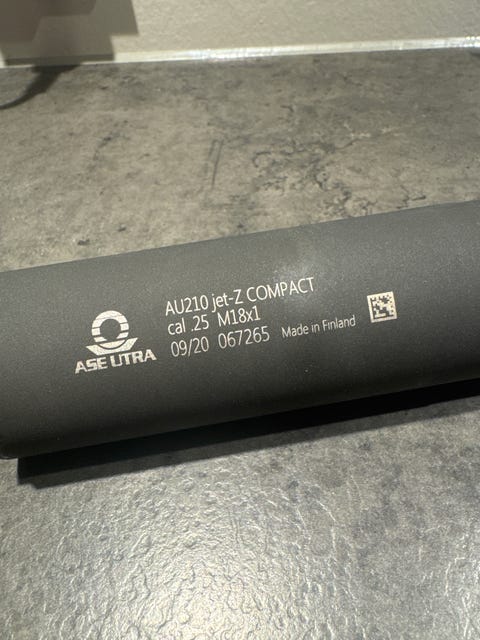 AU210 jet-Z COMPACT
cal .25 M18x1
09/20 067265 Made in Finland
ASE UTRA